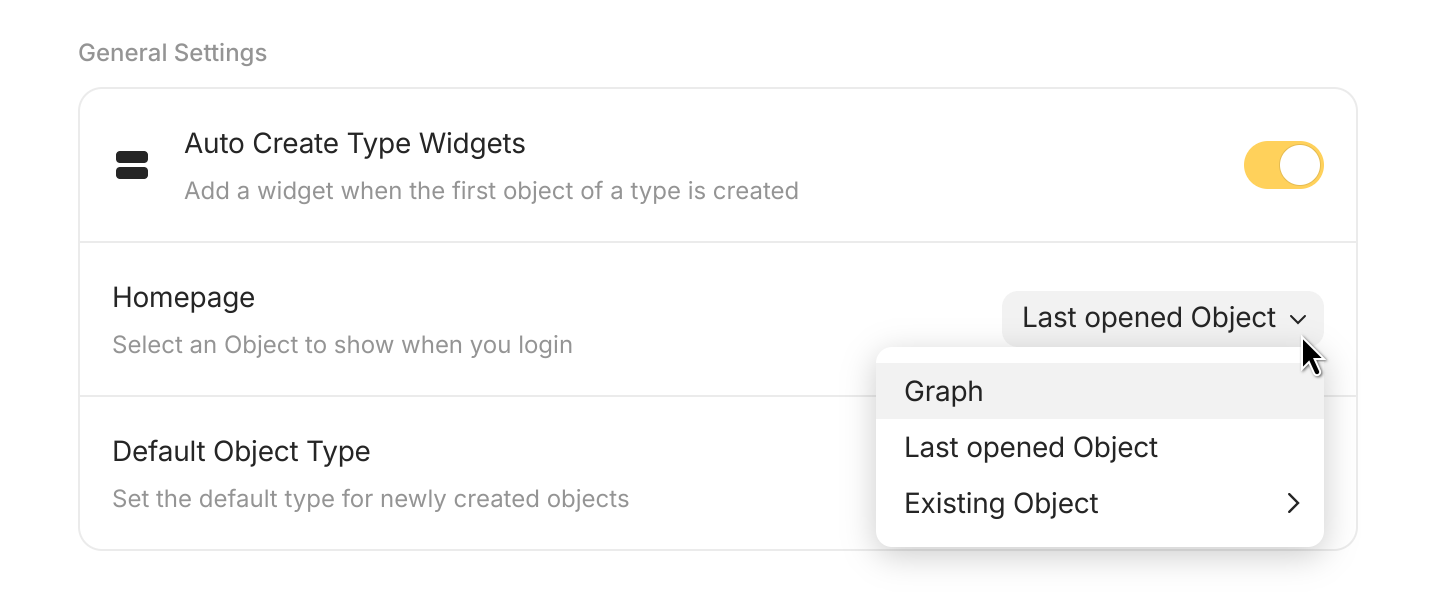 General Settings
Auto Create Type Widgets
Add a widget when the first object of a type is created
Homepage
Select an Object to show when you login
Last opened Object
Graph
Last opened Object
Existing Object
Default Object Type
Set the default type for newly created objects